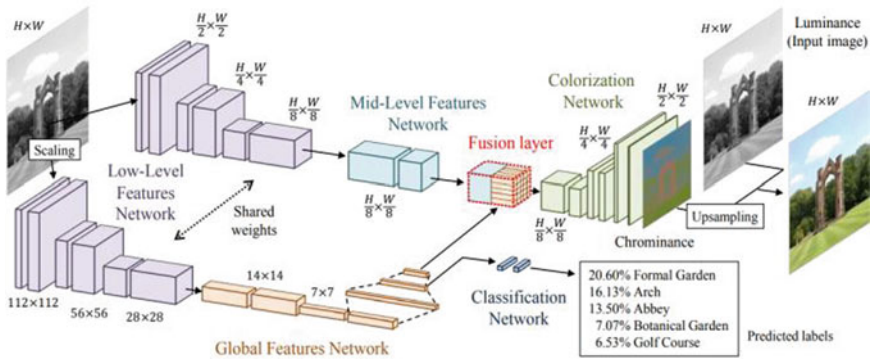 H×W
Scaling
H/2 × W/2
H/4 × W/4
H/8 × W/8
Low-Level
Features
Network
112×112
56×56
28×28
Shared
weights
Mid-Level Features
Network
H/8 × W/8
14×14
7×7
Global Features Network
Fusion layer
Classification
Network
Colorization
Network
H/8 × W/8
H/4 × W/4
H/2 × W/2
Chrominance
H×W
Luminance
(Input image)
Upsampling
H×W
20.60% Formal Garden
16.13% Arch
13.50% Abbey
7.07% Botanical Garden
6.53% Golf Course
Predicted labels